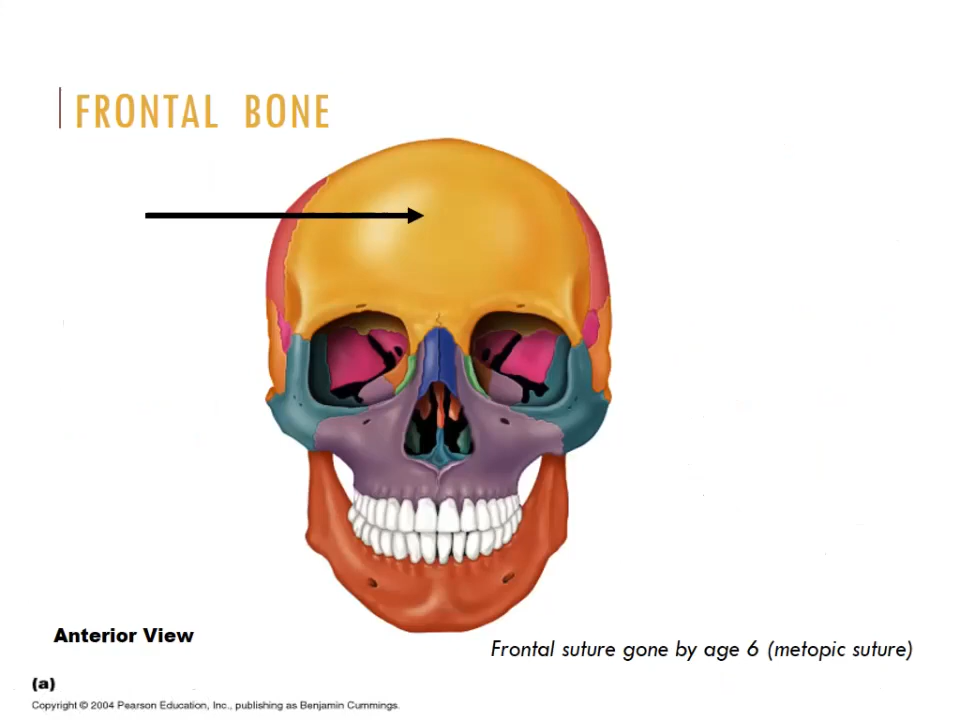 FRONTAL BONE
Anterior View
Frontal suture gone by age 6 (metopic suture)
(a)
Copyright © 2004 Pearson Education, Inc., publishing as Benjamin Cummings.